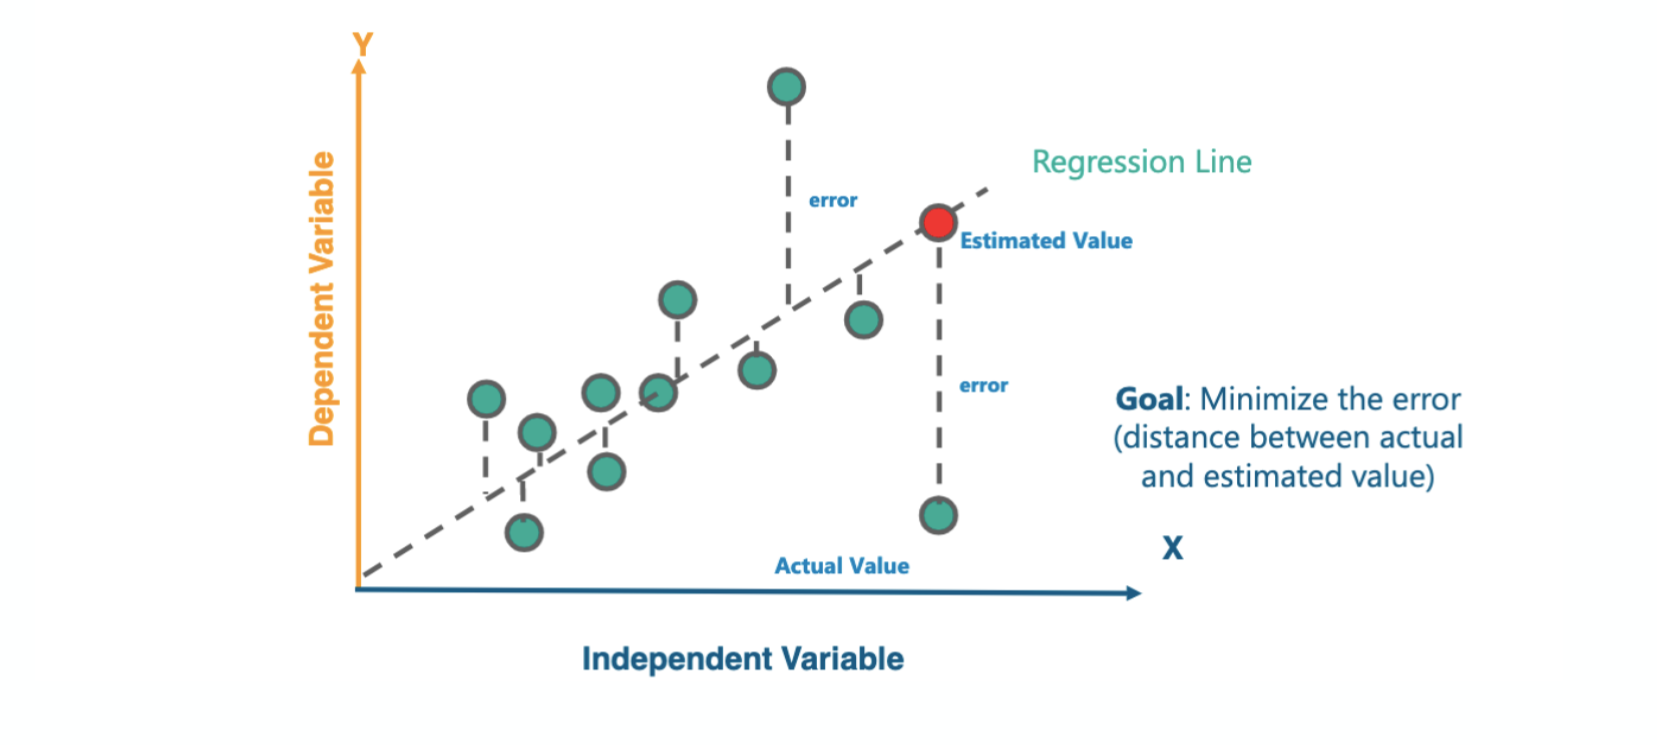 Y
Dependent Variable
error
Regression Line
Estimated Value
error
Goal: Minimize the error
(distance between actual
and estimated value)
X
Actual Value
Independent Variable